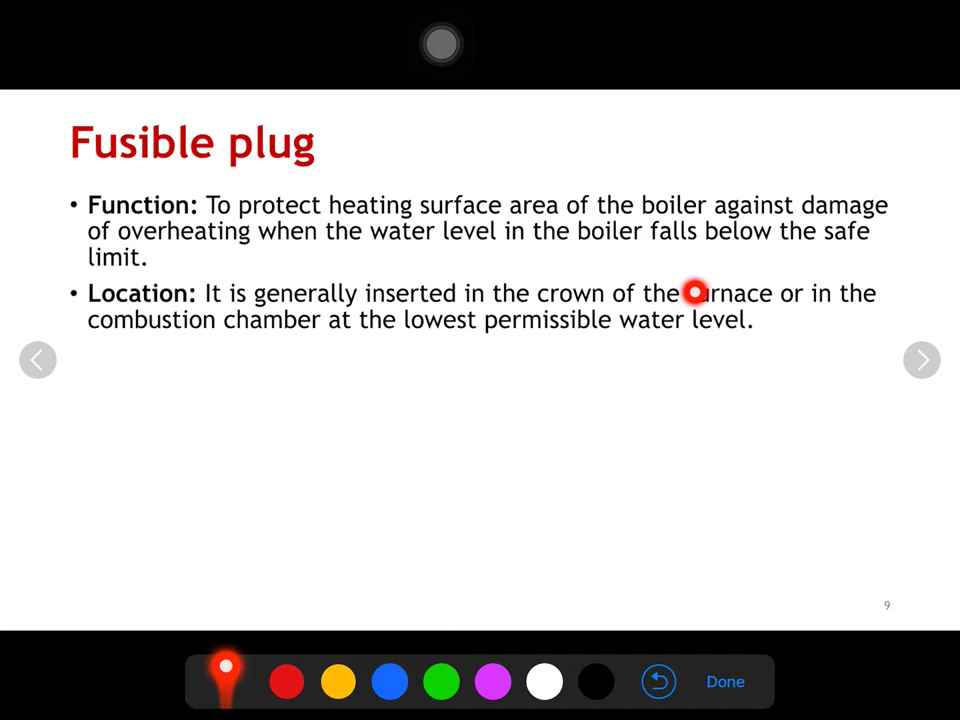 Fusible plug
• Function: To protect heating surface area of the boiler against damage
of overheating when the water level in the boiler falls below the safe
limit.
• Location: It is generally inserted in the crown of the furnace or in the
combustion chamber at the lowest permissible water level.
9
Done